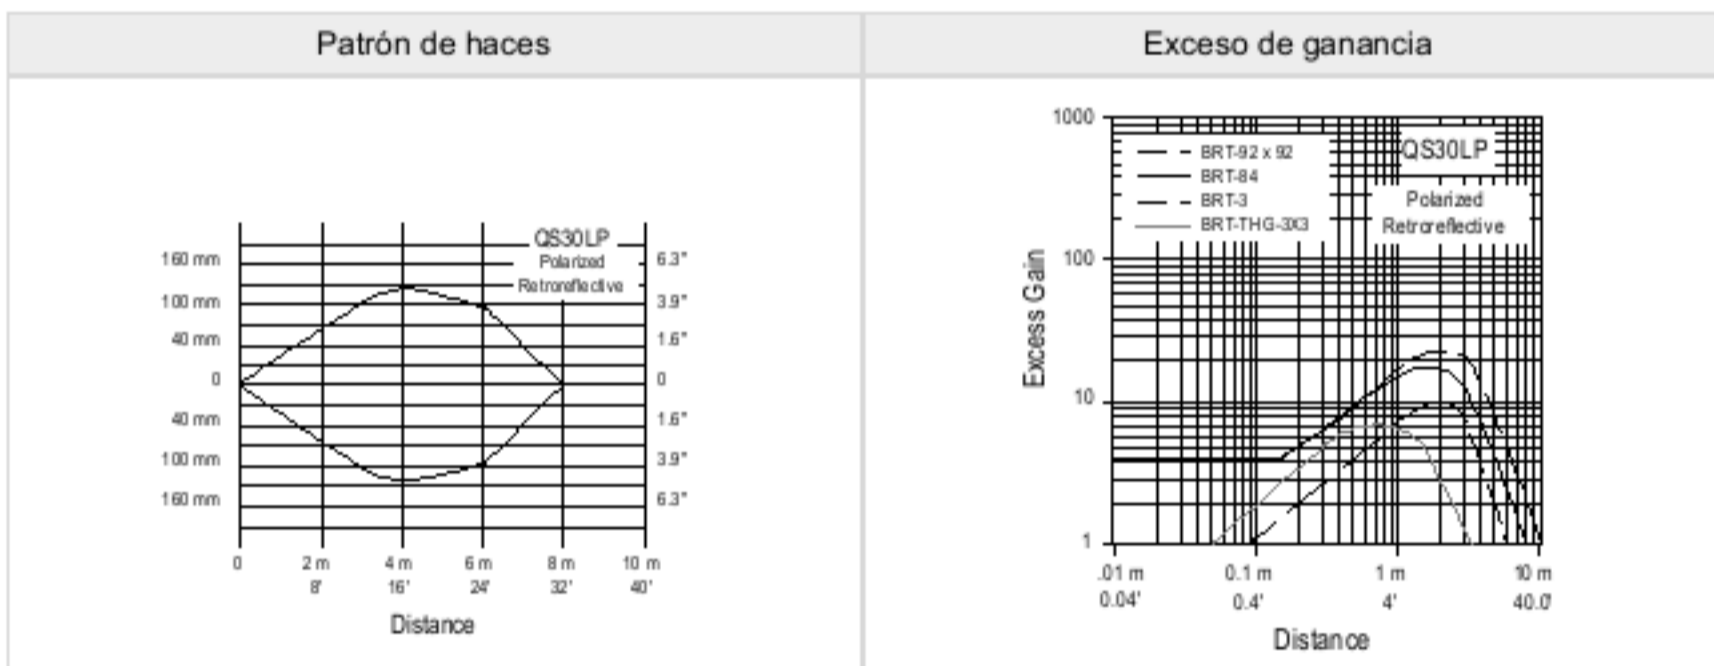 Patrón de haces
Exceso de ganancia
QS30LP
Polarized
Retroreflective
160 mm
100 mm
40 mm
0
40 mm
100 mm
160 mm
6.3"
3.9"
1.6"
0
1.6"
3.9"
6.3"
0 2 m 4 m 6 m 8 m 10 m
8' 16' 24' 32' 40'
Distance
1000
100
10
1
Excess Gain
BRT-92 x 92
BRT-84
BRT-3
BRT-THG-3X3
QS30LP
Polarized
Retroreflective
.01 m 0.1 m 1 m 10 m
0.04' 0.4' 4' 40.0'
Distance